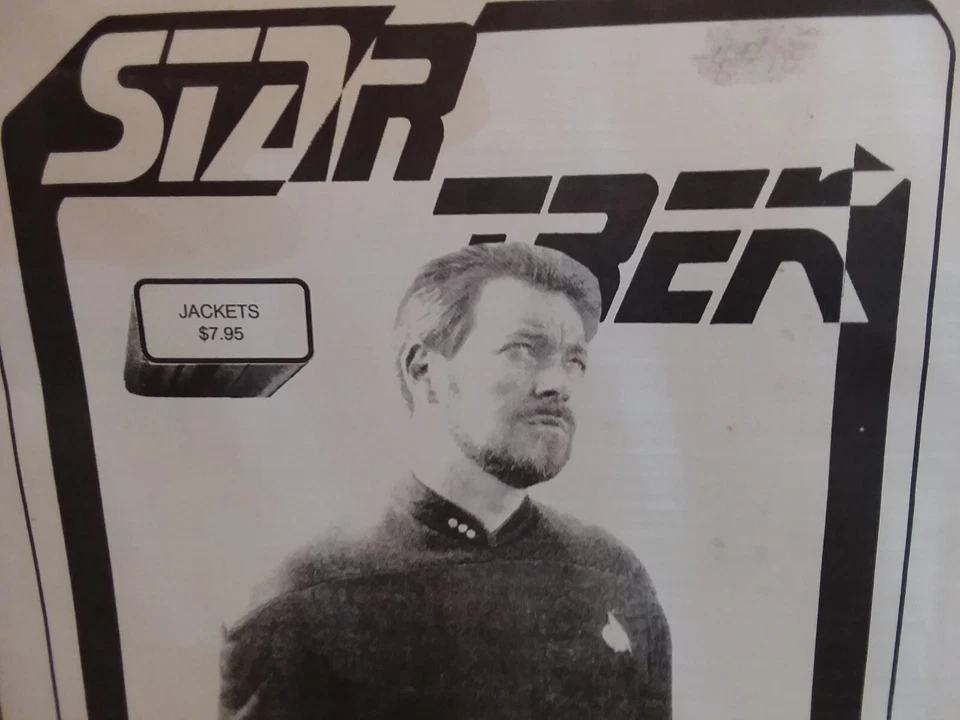 STAR
TREK
JACKETS
$7.95